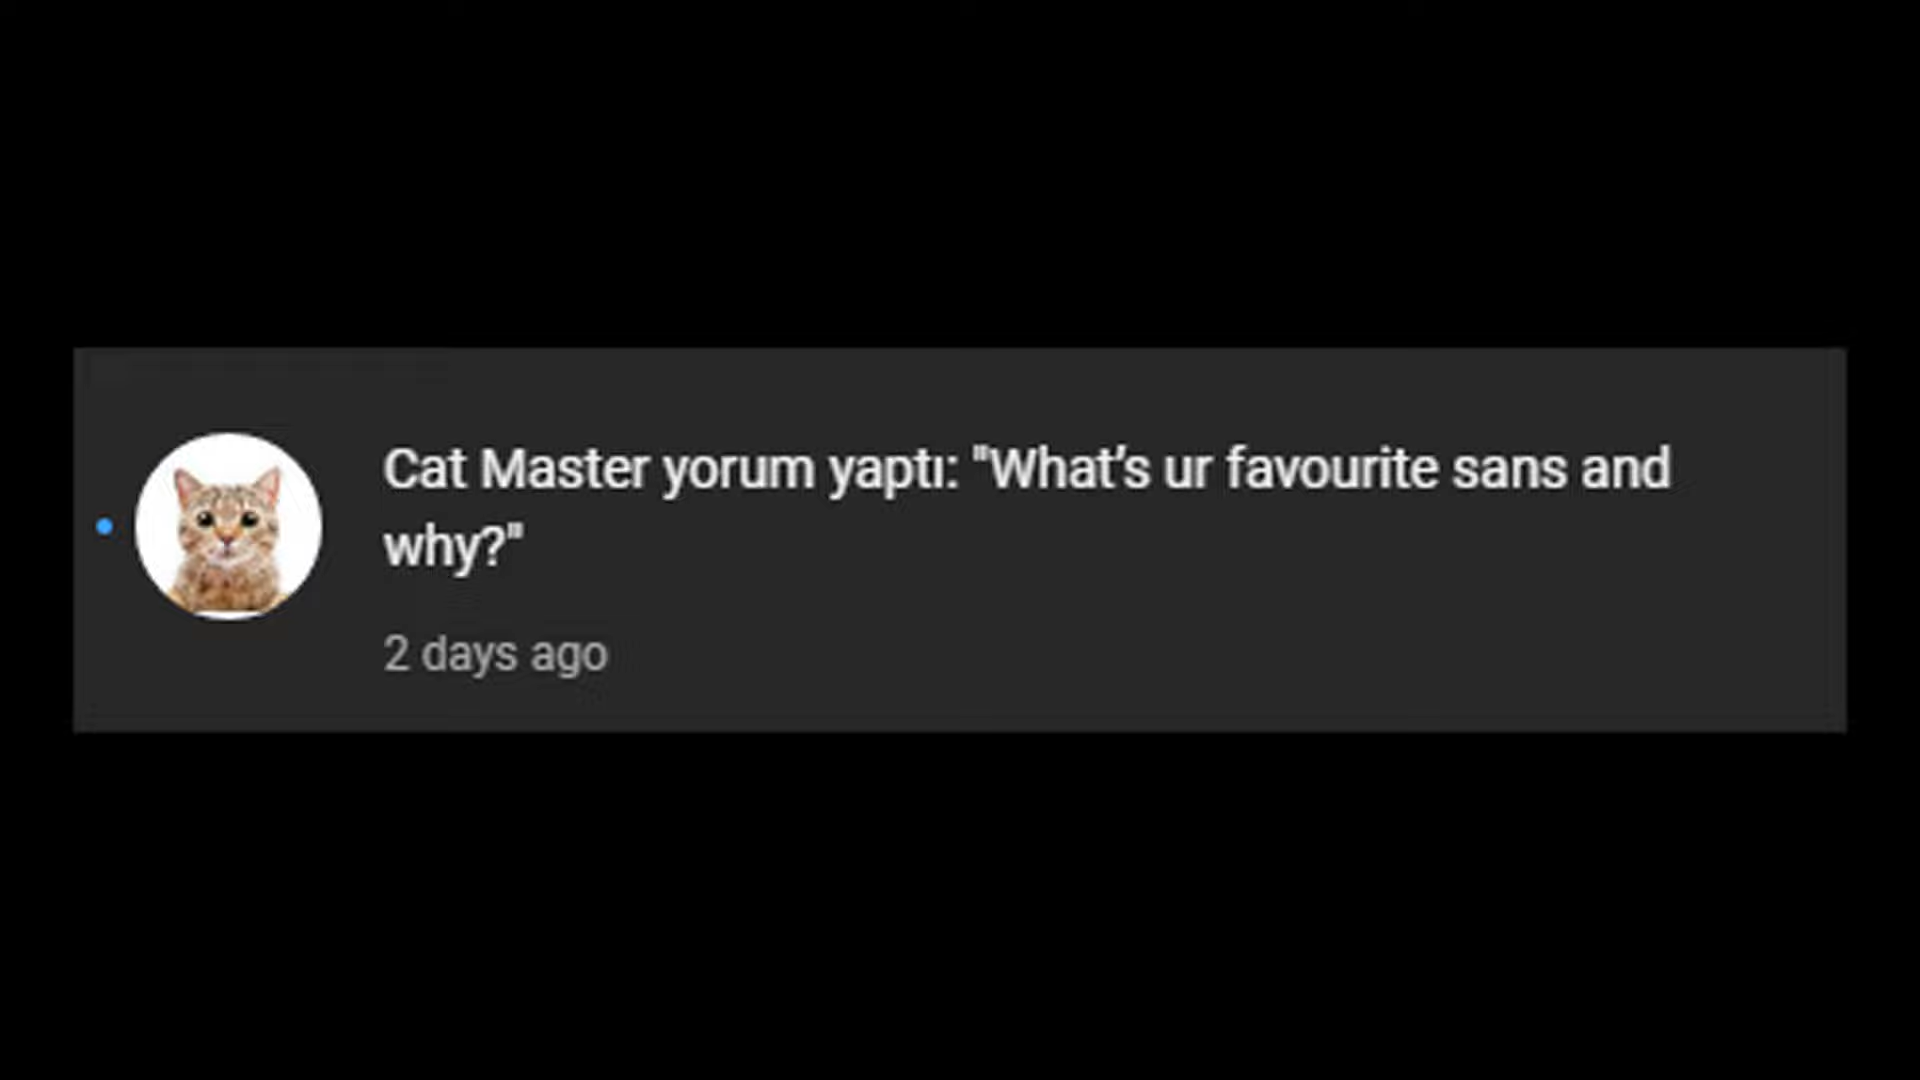 Cat Master yorum yaptı: "What's ur favourite sans and
why?"
2 days ago